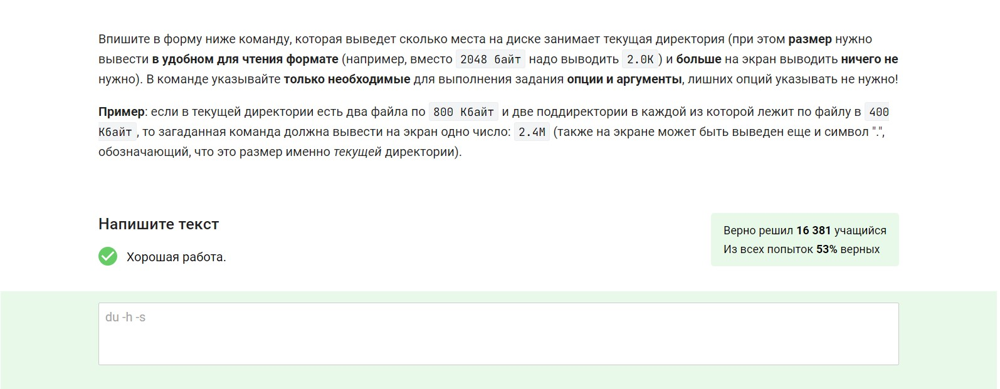 Впишите в форму ниже команду, которая выведет сколько места на диске занимает текущая директория (при этом размер нужно
вывести в удобном для чтения формате (например, вместо 2048 байт надо выводить 2.0K ) и больше на экран выводить ничего не
нужно). В команде указывайте только необходимые для выполнения задания опции и аргументы, лишних опций указывать не нужно!
Пример: если в текущей директории есть два файла по 800 Кбайт и две поддиректории в каждой из которой лежит по файлу в 400
Кбайт, то загаданная команда должна вывести на экран одно число: 2.4M (также на экране может быть выведен еще и символ ".",
обозначающий, что это размер именно текущей директории).
Напишите текст
Верно решил 16 381 учащийся
Из всех попыток 53% верных
Хорошая работа.
du -h -s